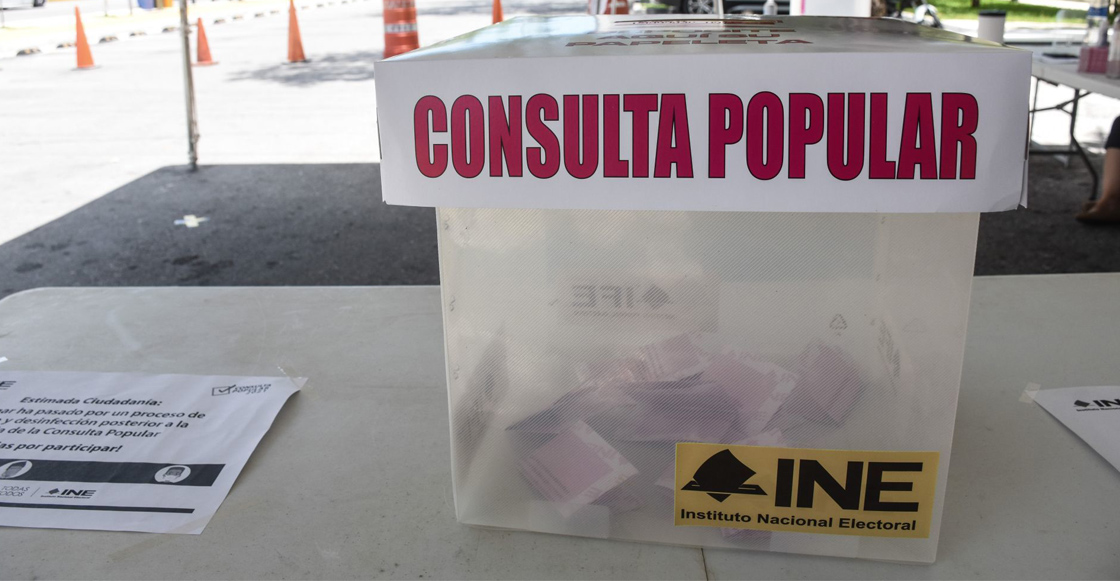 PAPELETA
CONSULTA POPULAR
IFE
INE
Instituto Nacional Electoral
Estimada Ciudadanía:
ha pasado por un proceso de
y desinfección posterior a la
de la Consulta Popular
por participar!
INE